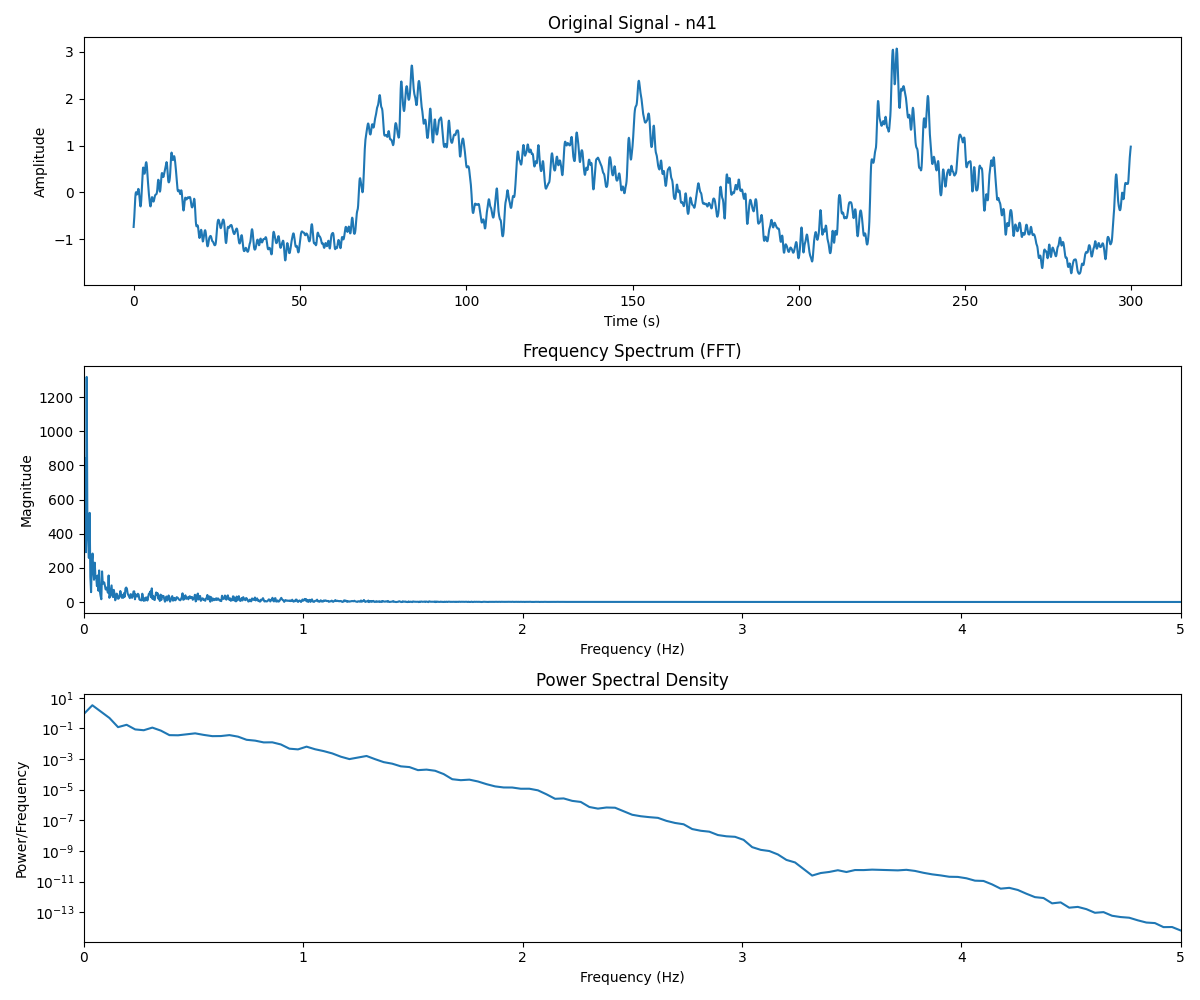 Original Signal - n41
3
2
1
0
−1
Amplitude
0 50 100 150 200 250 300
Time (s)
Frequency Spectrum (FFT)
1200
1000
800
600
400
200
0
Magnitude
0 1 2 3 4 5
Frequency (Hz)
Power Spectral Density
10¹
10⁻¹
10⁻³
10⁻⁵
10⁻⁷
10⁻⁹
10⁻¹¹
10⁻¹³
Power/Frequency
0 1 2 3 4 5
Frequency (Hz)